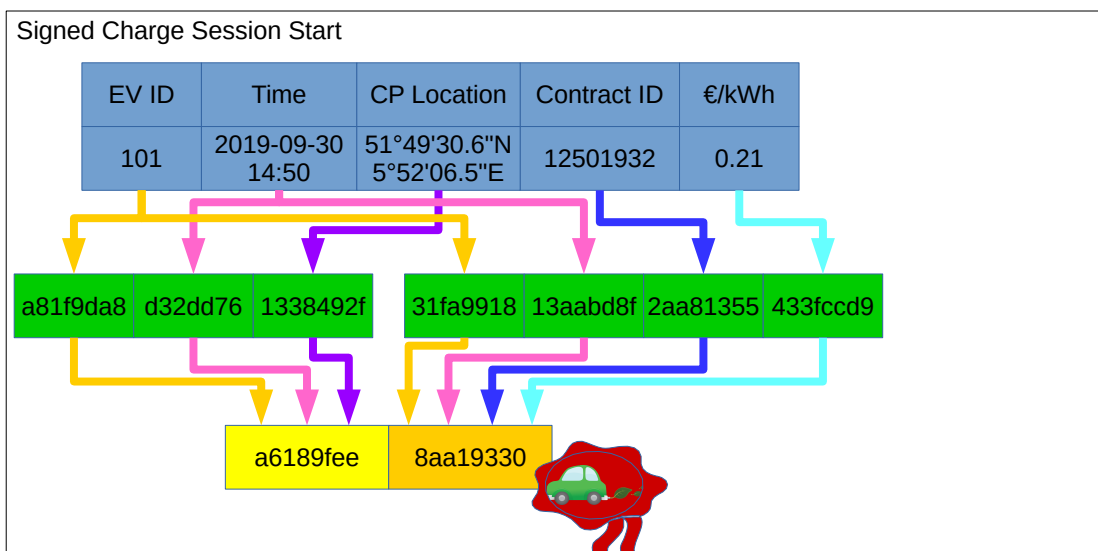 Signed Charge Session Start
EV ID Time CP Location Contract ID €/kWh
101 2019-09-30 14:50 51°49'30.6"N 5°52'06.5"E 12501932 0.21
a81f9da8 d32dd76 1338492f 31fa9918 13aabd8f 2aa81355 433fccd9
a6189fee 8aa19330